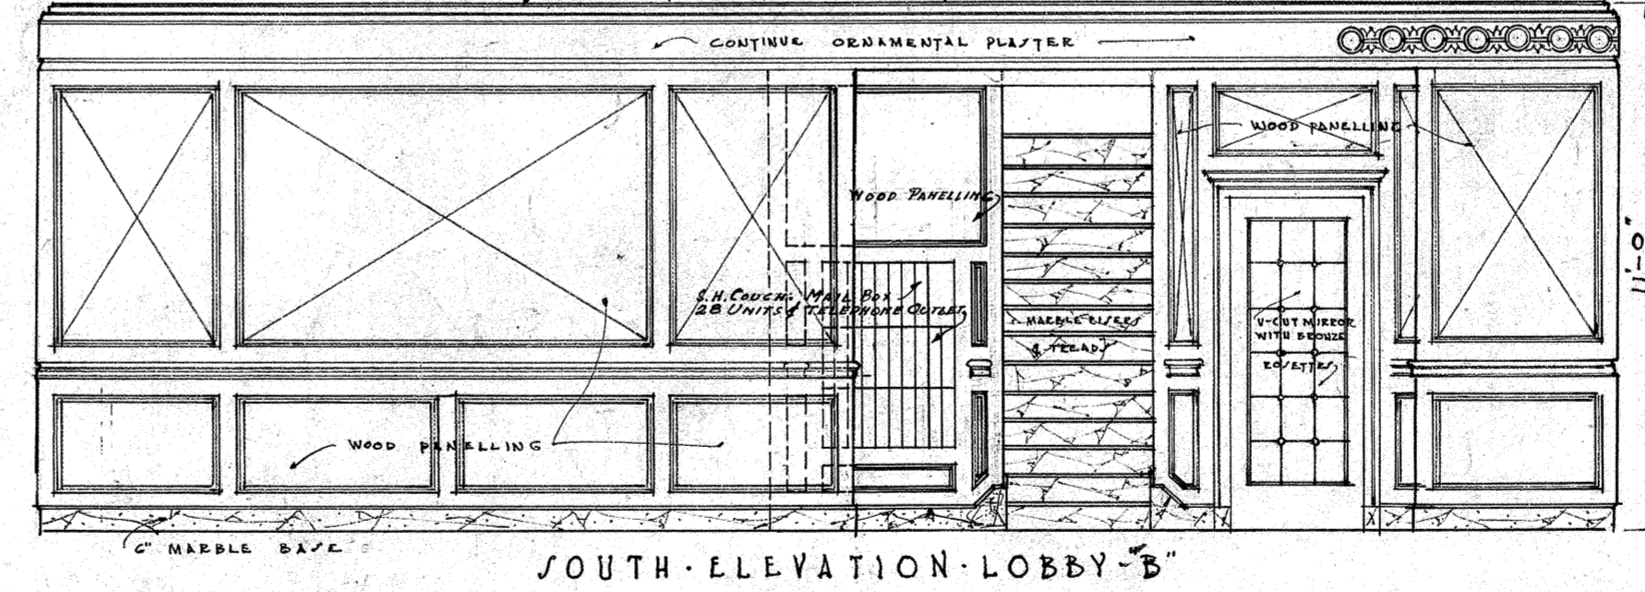 CONTINUE ORNAMENTAL PLASTER
WOOD PANELLING
WOOD PANELLING
S.H. COUCH. MAIL BOX
28 UNITS & TELEPHONE OUTLET
MARBLE RISERS
& TREADS
V-CUT MIRROR
WITH BRONZE
ROSETTES
11'-0"
WOOD PANELLING
6" MARBLE BASE
SOUTH · ELEVATION · LOBBY-"B"